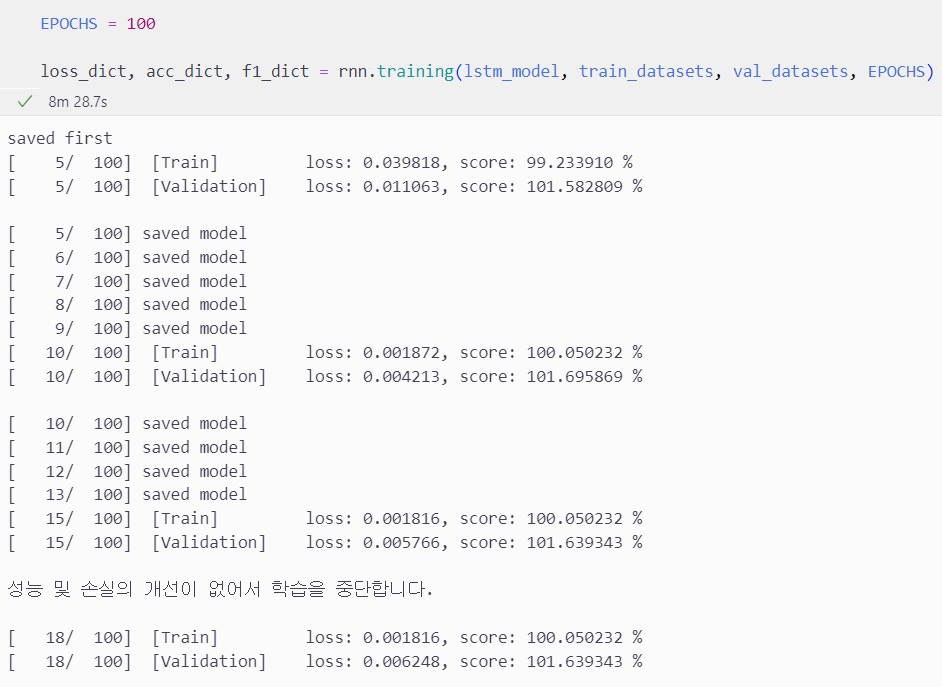 EPOCHS = 100
loss_dict, acc_dict, f1_dict = rnn.training(lstm_model, train_datasets, val_datasets, EPOCHS)
✓ 8m 28.7s
saved first
[    5/  100]  [Train]         loss: 0.039818, score: 99.233910 %
[    5/  100]  [Validation]    loss: 0.011063, score: 101.582809 %
[    5/  100] saved model
[    6/  100] saved model
[    7/  100] saved model
[    8/  100] saved model
[    9/  100] saved model
[   10/  100]  [Train]         loss: 0.001872, score: 100.050232 %
[   10/  100]  [Validation]    loss: 0.004213, score: 101.695869 %
[   10/  100] saved model
[   11/  100] saved model
[   12/  100] saved model
[   13/  100] saved model
[   15/  100]  [Train]         loss: 0.001816, score: 100.050232 %
[   15/  100]  [Validation]    loss: 0.005766, score: 101.639343 %
성능 및 손실의 개선이 없어서 학습을 중단합니다.
[   18/  100]  [Train]         loss: 0.001816, score: 100.050232 %
[   18/  100]  [Validation]    loss: 0.006248, score: 101.639343 %